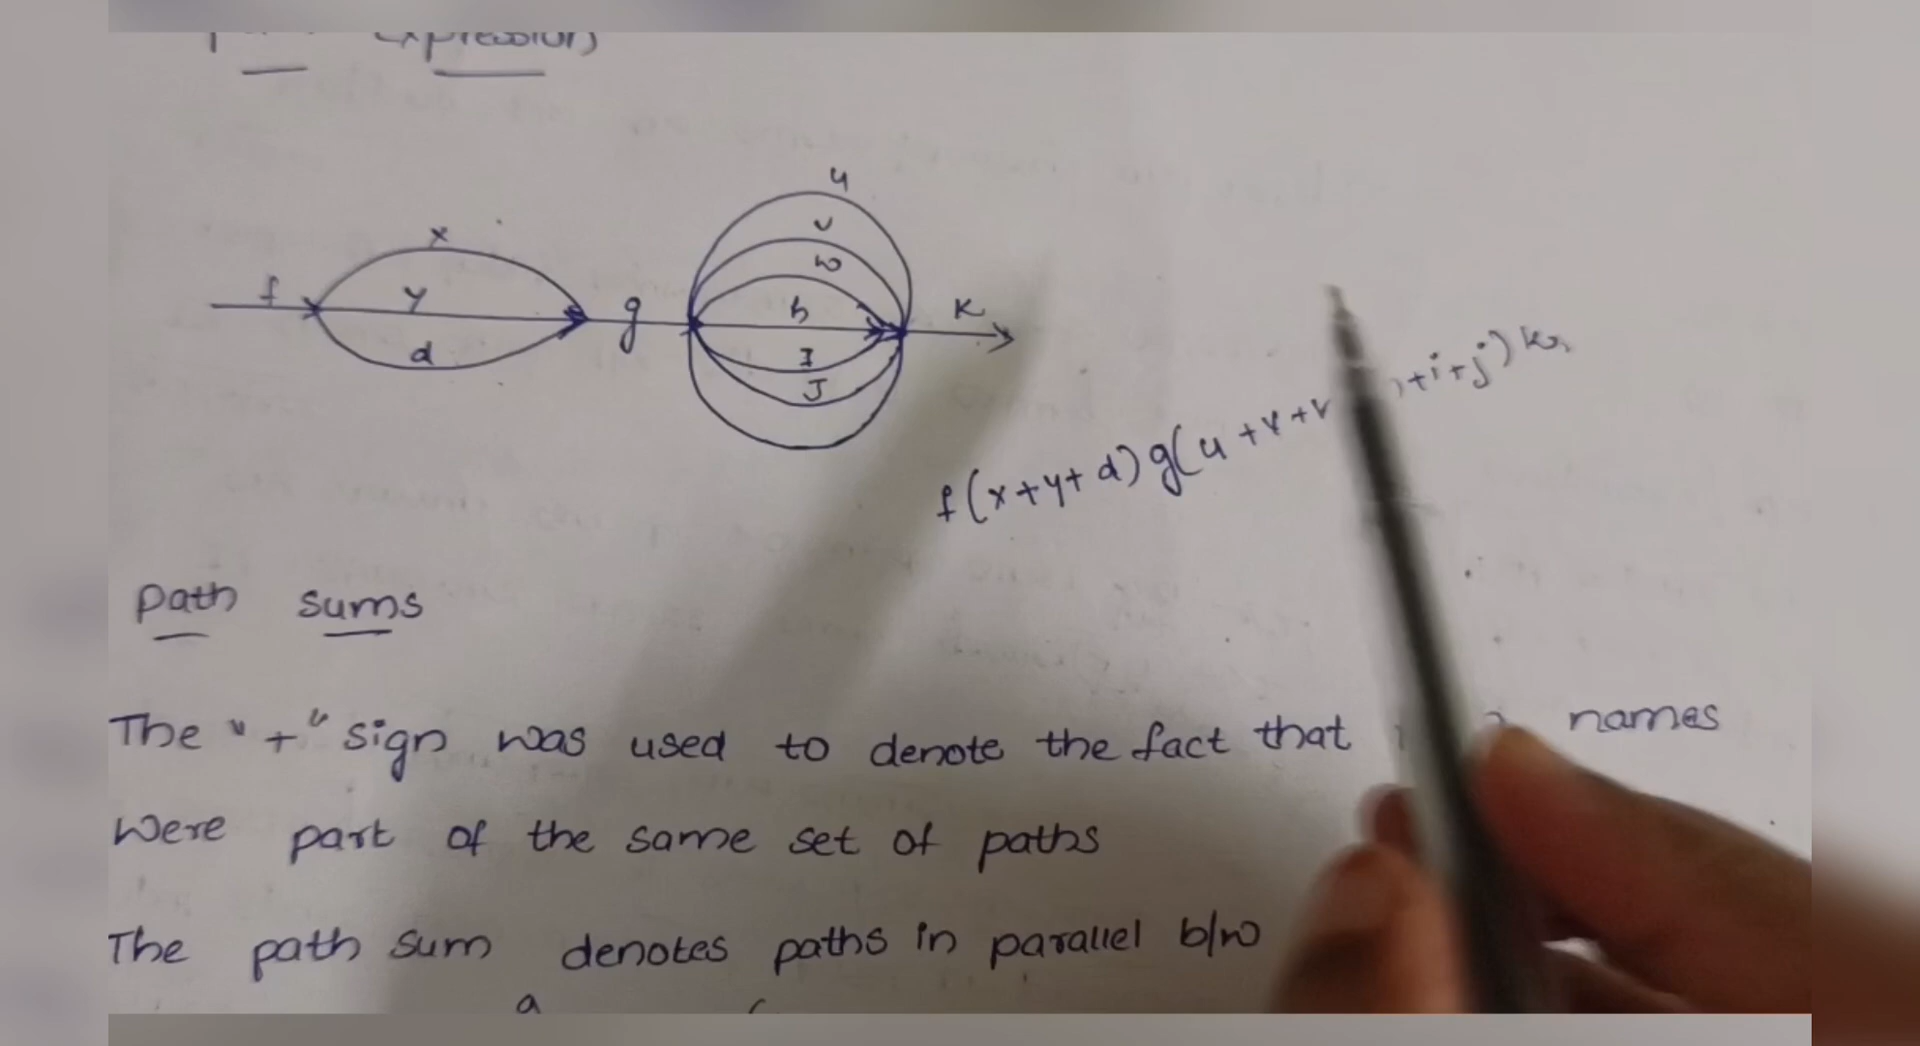 Expression
u
v
x
w
f y g h k
d I
J
f(x+y+d)g(u+v+ +i+j)k
Path sums
The "+" sign was used to denote the fact that names
were part of the same set of paths
The path sum denotes paths in parallel b/w